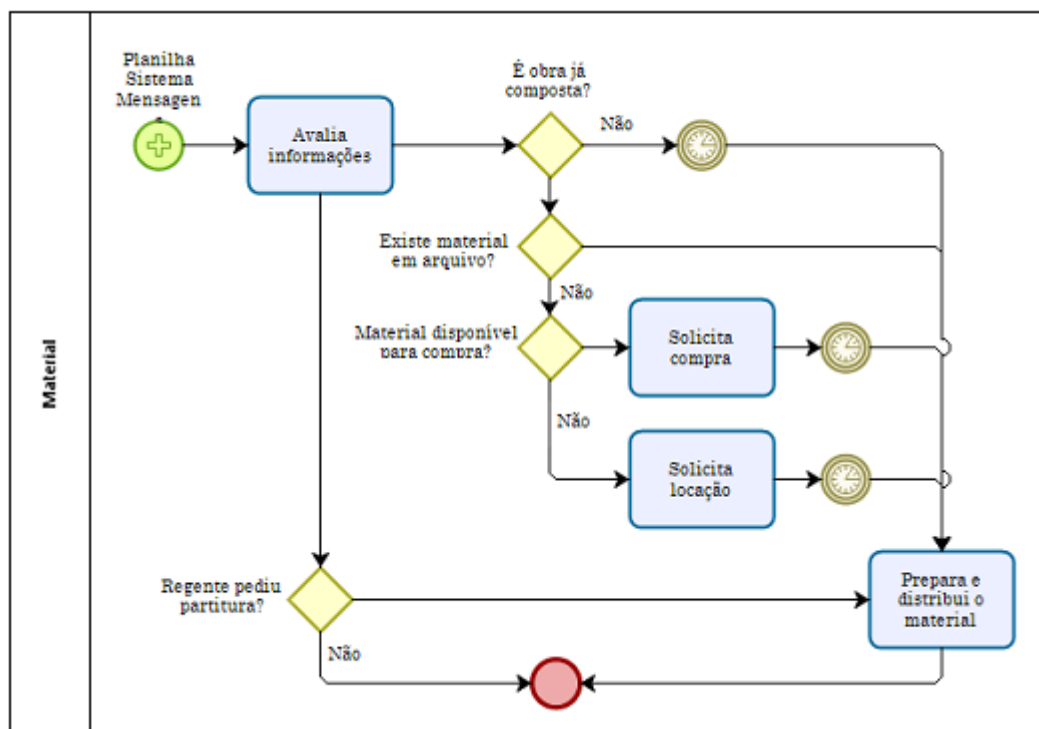 Material
Planilha
Sistema
Mensagen
s
Avalia
informações
É obra já
composta?
Não
Existe material
em arquivo?
Não
Material disponível
para compra?
Solicita
compra
Não
Solicita
locação
Regente pediu
partitura?
Não
Prepara e
distribui o
material